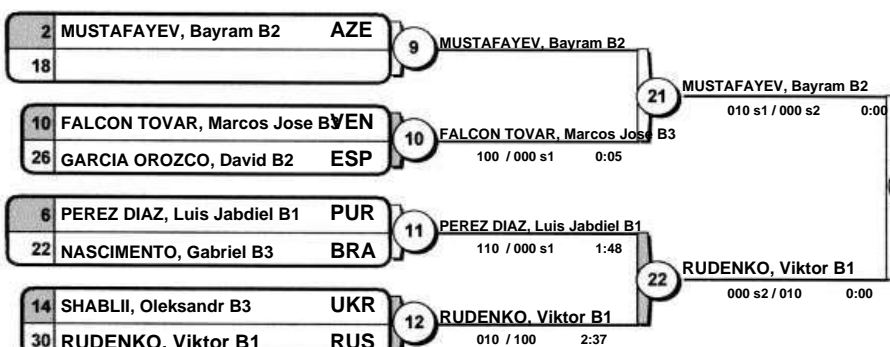 2 MUSTAFAYEV, Bayram B2 AZE
18
9
MUSTAFAYEV, Bayram B2
10 FALCON TOVAR, Marcos Jose B3 VEN
26 GARCIA OROZCO, David B2 ESP
10
FALCON TOVAR, Marcos Jose B3
100 / 000 s1 0:05
21
MUSTAFAYEV, Bayram B2
010 s1 / 000 s2 0:00
6 PEREZ DIAZ, Luis Jabdiel B1 PUR
22 NASCIMENTO, Gabriel B3 BRA
11
PEREZ DIAZ, Luis Jabdiel B1
110 / 000 s1 1:48
14 SHABLII, Oleksandr B3 UKR
30 RUDENKO, Viktor B1 RUS
12
RUDENKO, Viktor B1
010 / 100 2:37
22
RUDENKO, Viktor B1
000 s2 / 010 0:00